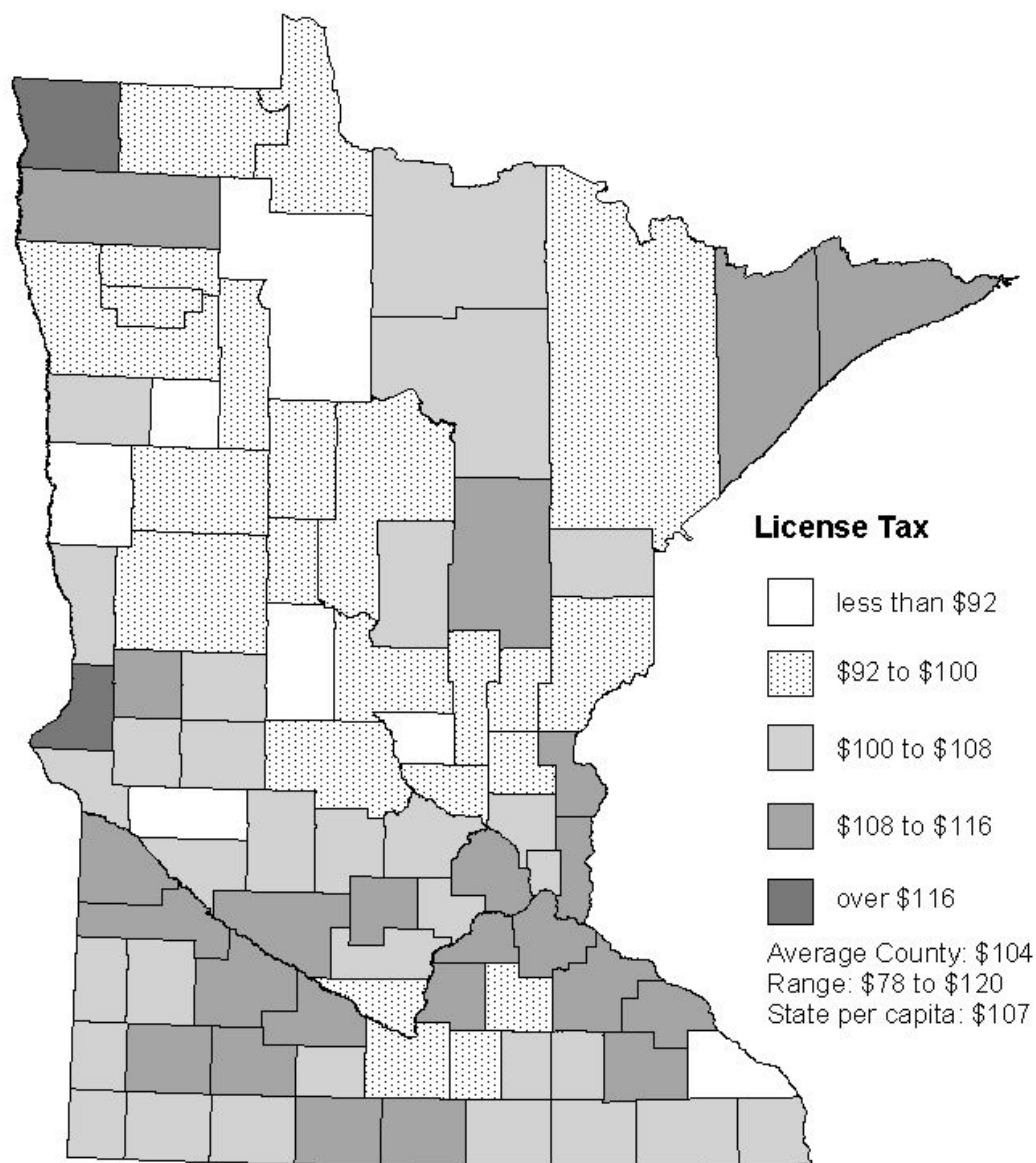 License Tax
less than $92
$92 to $100
$100 to $108
$108 to $116
over $116
Average County: $104
Range: $78 to $120
State per capita: $107